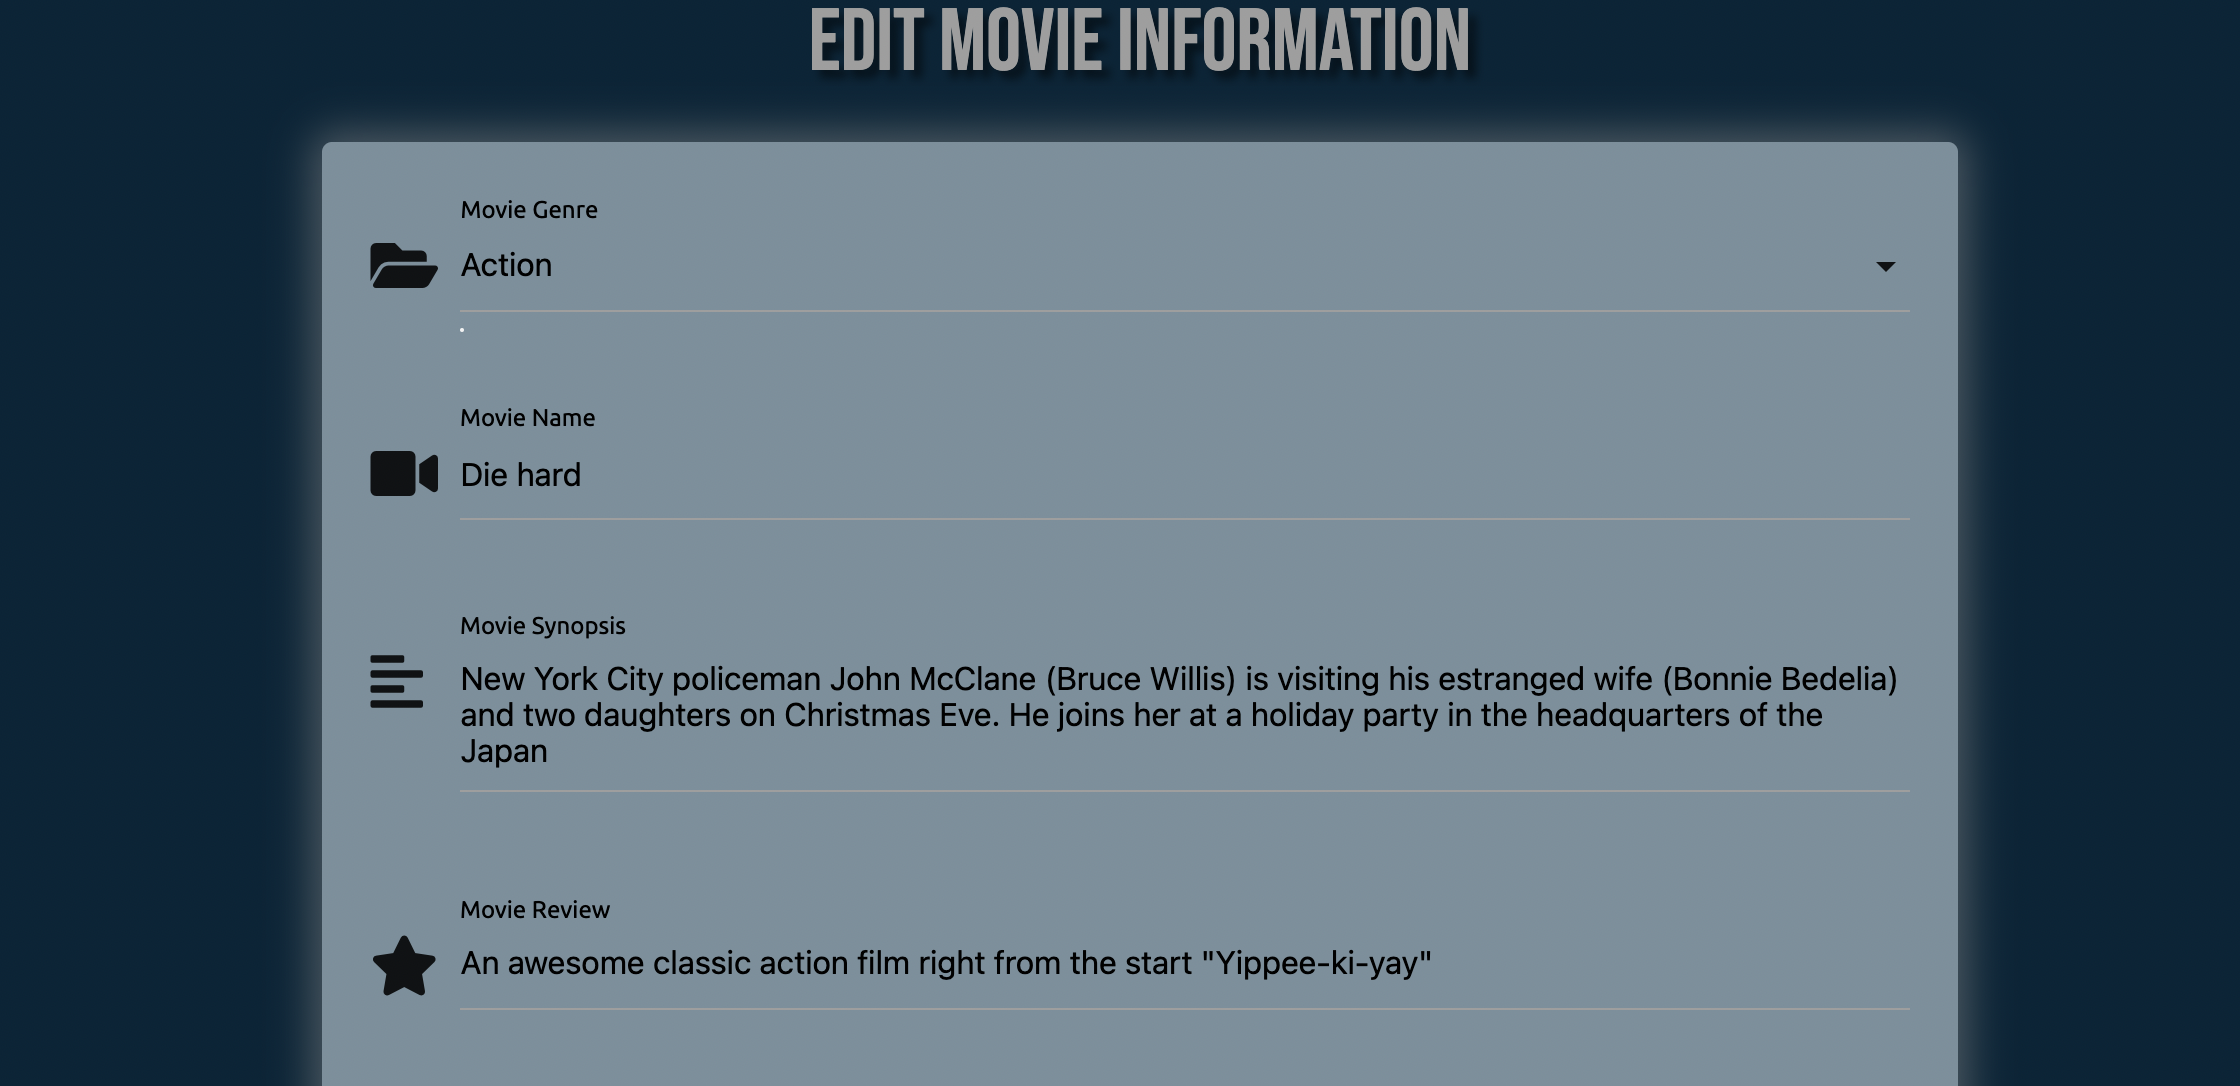 EDIT MOVIE INFORMATION
Movie Genre
Action
.
Movie Name
Die hard
Movie Synopsis
New York City policeman John McClane (Bruce Willis) is visiting his estranged wife (Bonnie Bedelia)
and two daughters on Christmas Eve. He joins her at a holiday party in the headquarters of the
Japan
Movie Review
An awesome classic action film right from the start "Yippee-ki-yay"